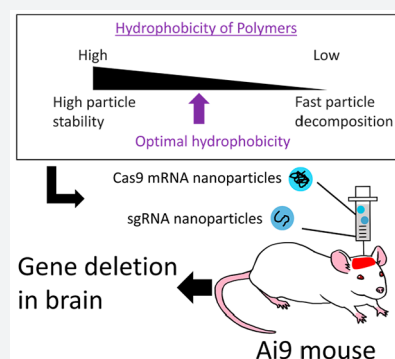 Hydrophobicity of Polymers
High Low
High particle Fast particle
stability decomposition
Optimal hydrophobicity
Cas9 mRNA nanoparticles
sgRNA nanoparticles
Gene deletion
in brain
Ai9 mouse